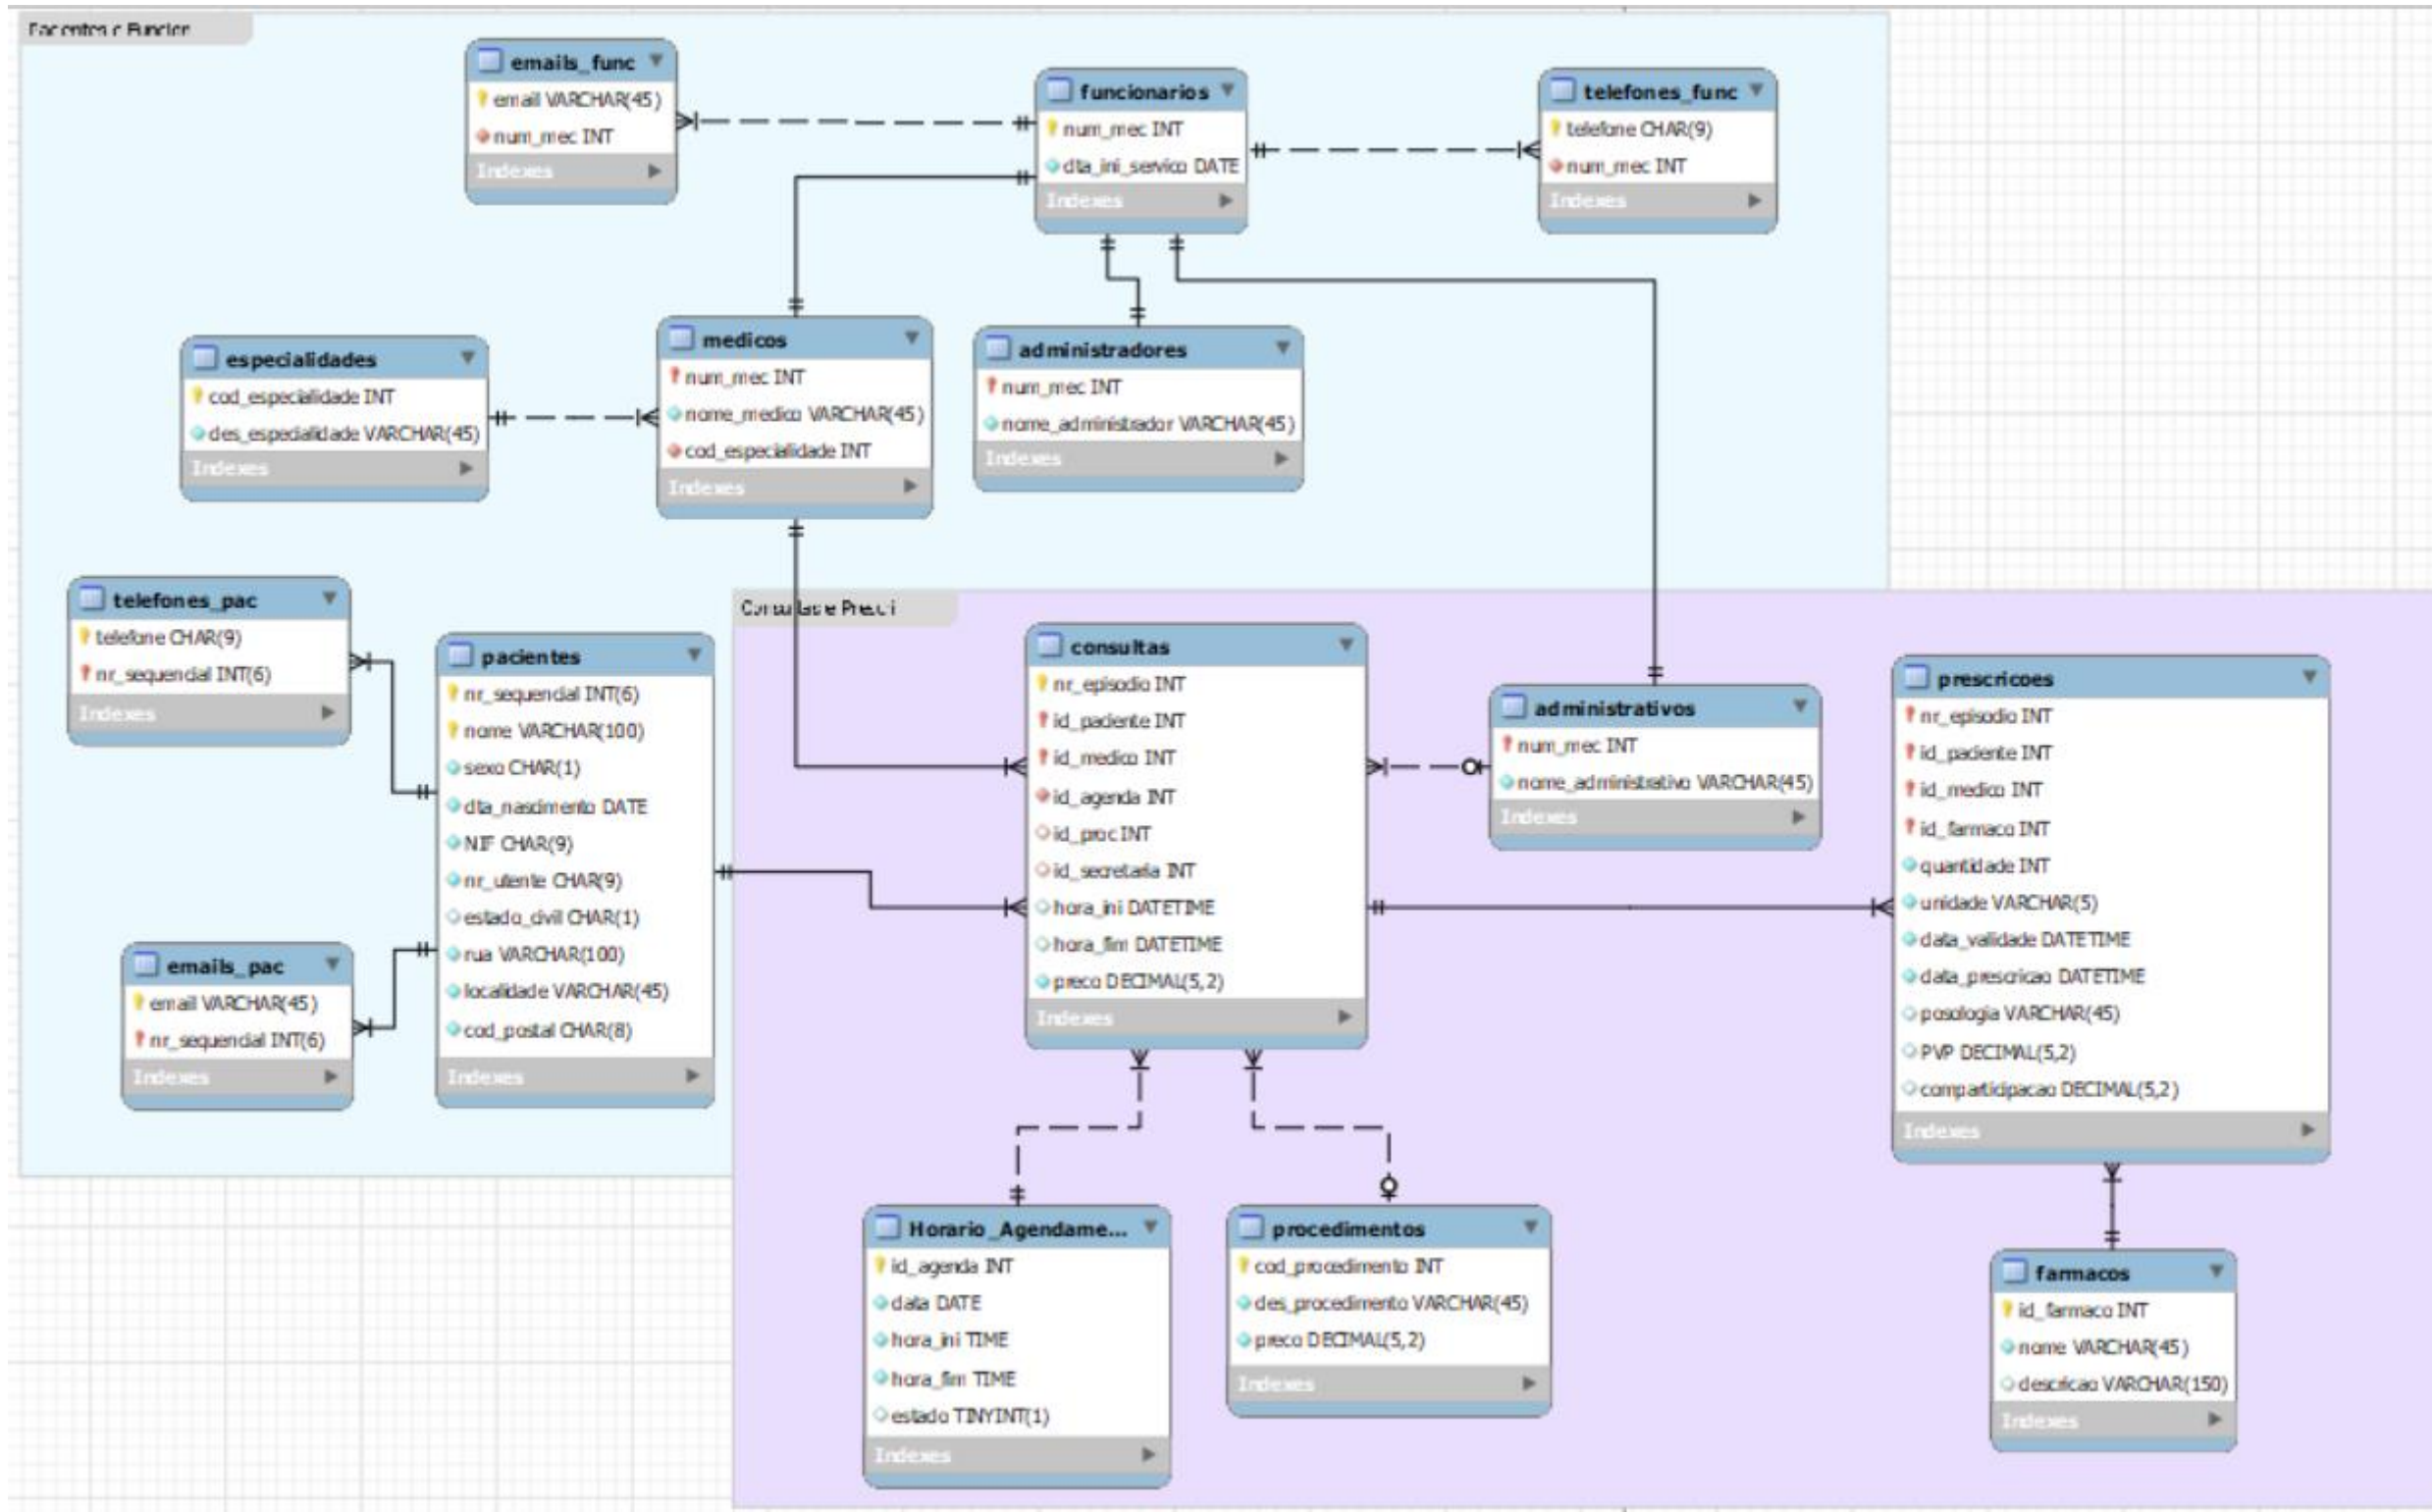 emails_func
email VARCHAR(45)
num_mec INT
Indexes
funcionarios
num_mec INT
dta_ini_servico DATE
Indexes
telefones_func
telefone CHAR(9)
num_mec INT
Indexes
especialidades
cod_especialidade INT
des_especialidade VARCHAR(45)
Indexes
medicos
num_mec INT
nome_medico VARCHAR(45)
cod_especialidade INT
Indexes
administradores
num_mec INT
nome_administrador VARCHAR(45)
Indexes
telefones_pac
telefone CHAR(9)
nr_sequencial INT(6)
Indexes
pacientes
nr_sequencial INT(6)
nome VARCHAR(100)
sexo CHAR(1)
dta_nascimento DATE
NIF CHAR(9)
nr_utente CHAR(9)
estado_civil CHAR(1)
rua VARCHAR(100)
localidade VARCHAR(45)
cod_postal CHAR(8)
Indexes
emails_pac
email VARCHAR(45)
nr_sequencial INT(6)
Indexes
consultas
nr_episodio INT
id_paciente INT
id_medico INT
id_agenda INT
id_proc INT
id_secretaria INT
hora_ini DATETIME
hora_fim DATETIME
preco DECIMAL(5,2)
Indexes
administrativos
num_mec INT
nome_administrativo VARCHAR(45)
Indexes
prescricoes
nr_episodio INT
id_paciente INT
id_medico INT
id_farmaco INT
quantidade INT
unidade VARCHAR(5)
data_validade DATETIME
data_prescricao DATETIME
posologia VARCHAR(45)
PVP DECIMAL(5,2)
comparticipacao DECIMAL(5,2)
Indexes
Horario_Agendame...
id_agenda INT
data DATE
hora_ini TIME
hora_fim TIME
estado TINYINT(1)
Indexes
procedimentos
cod_procedimento INT
des_procedimento VARCHAR(45)
preco DECIMAL(5,2)
Indexes
farmacos
id_farmaco INT
nome VARCHAR(45)
descricao VARCHAR(150)
Indexes